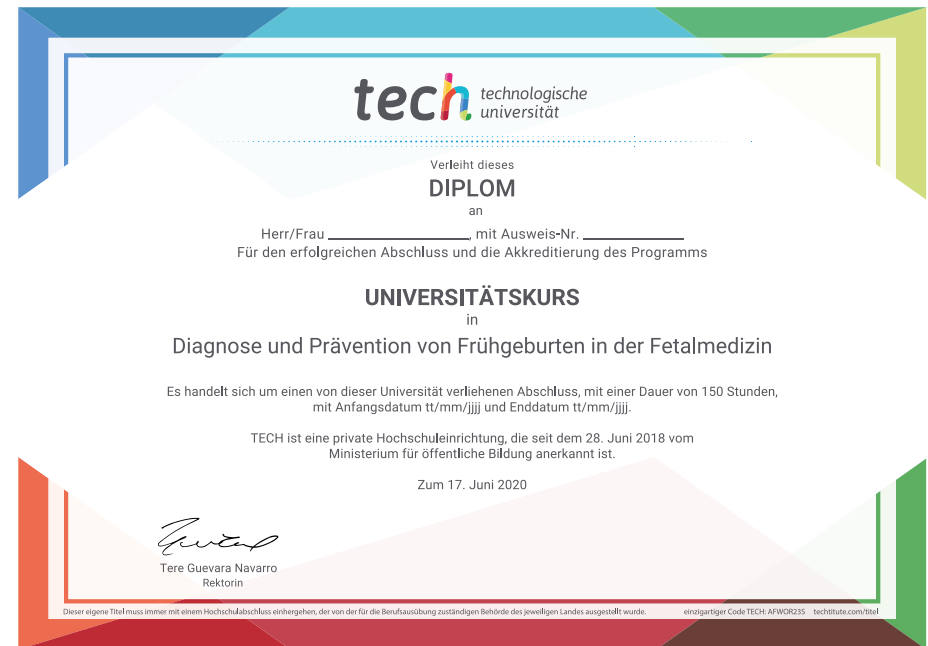 tech technologische
universität
Verleiht dieses
DIPLOM
an
Herr/Frau ____________________, mit Ausweis-Nr. ______________
Für den erfolgreichen Abschluss und die Akkreditierung des Programms
UNIVERSITÄTSKURS
in
Diagnose und Prävention von Frühgeburten in der Fetalmedizin
Es handelt sich um einen von dieser Universität verliehenen Abschluss, mit einer Dauer von 150 Stunden,
mit Anfangsdatum tt/mm/jjjj und Enddatum tt/mm/jjjj.
TECH ist eine private Hochschuleinrichtung, die seit dem 28. Juni 2018 vom
Ministerium für öffentliche Bildung anerkannt ist.
Zum 17. Juni 2020
Tere Guevara Navarro
Rektorin
Dieser eigene Titel muss immer mit einem Hochschulabschluss einhergehen, der von der für die Berufsausübung zuständigen Behörde des jeweiligen Landes ausgestellt wurde. einzigartiger Code TECH: AFWOR23S techtitute.com/titel